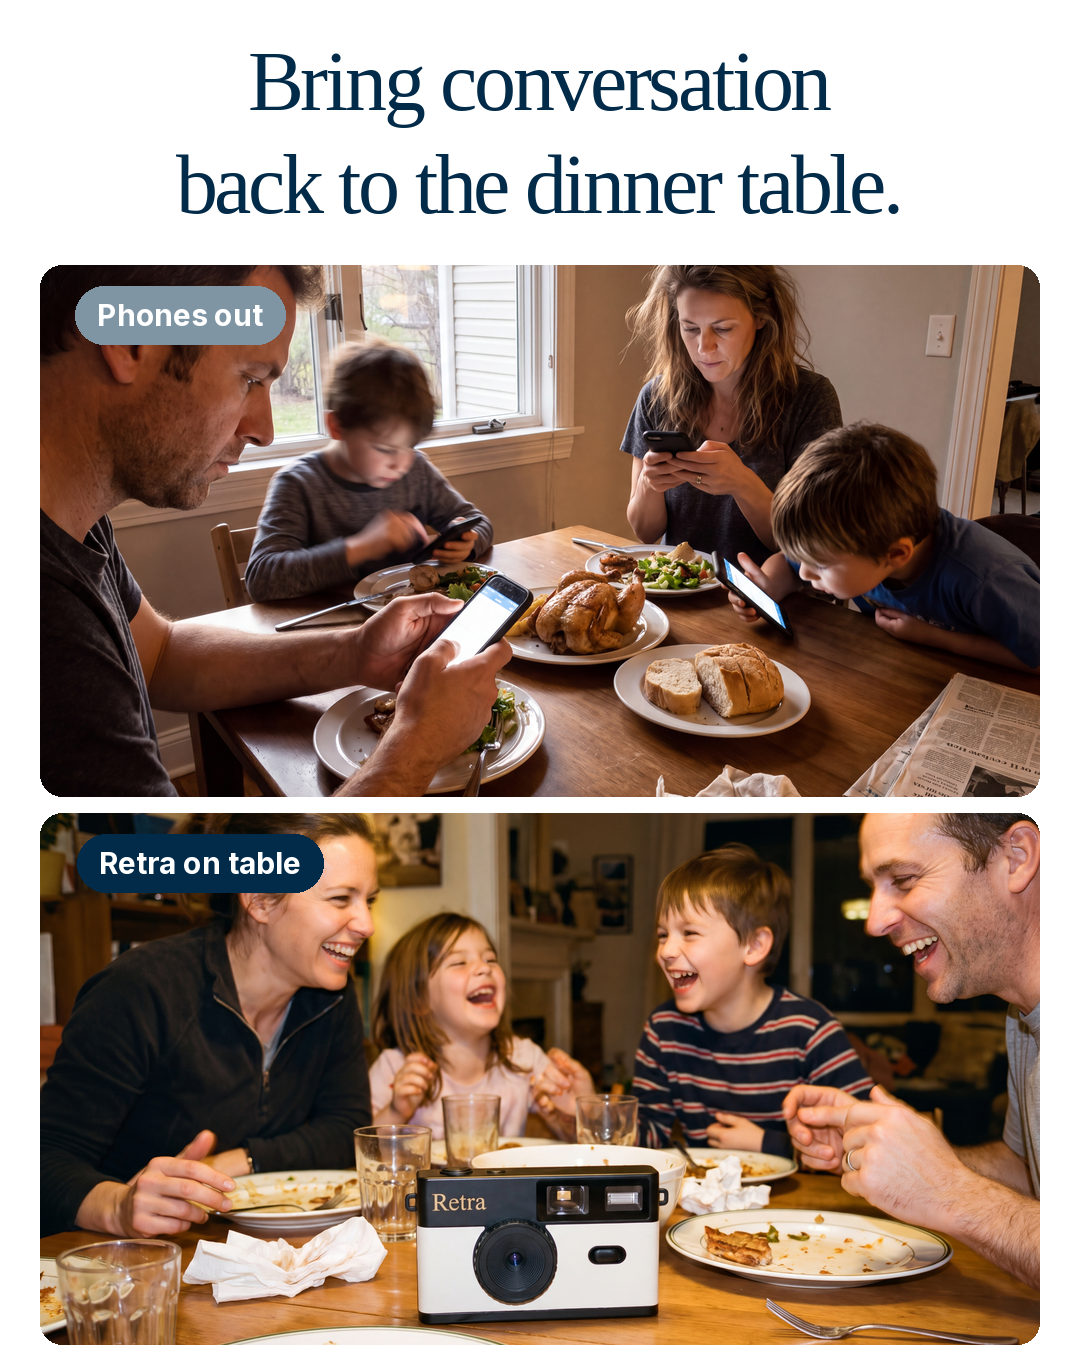 Bring conversation
back to the dinner table.
Phones out
Retra on table
Retra